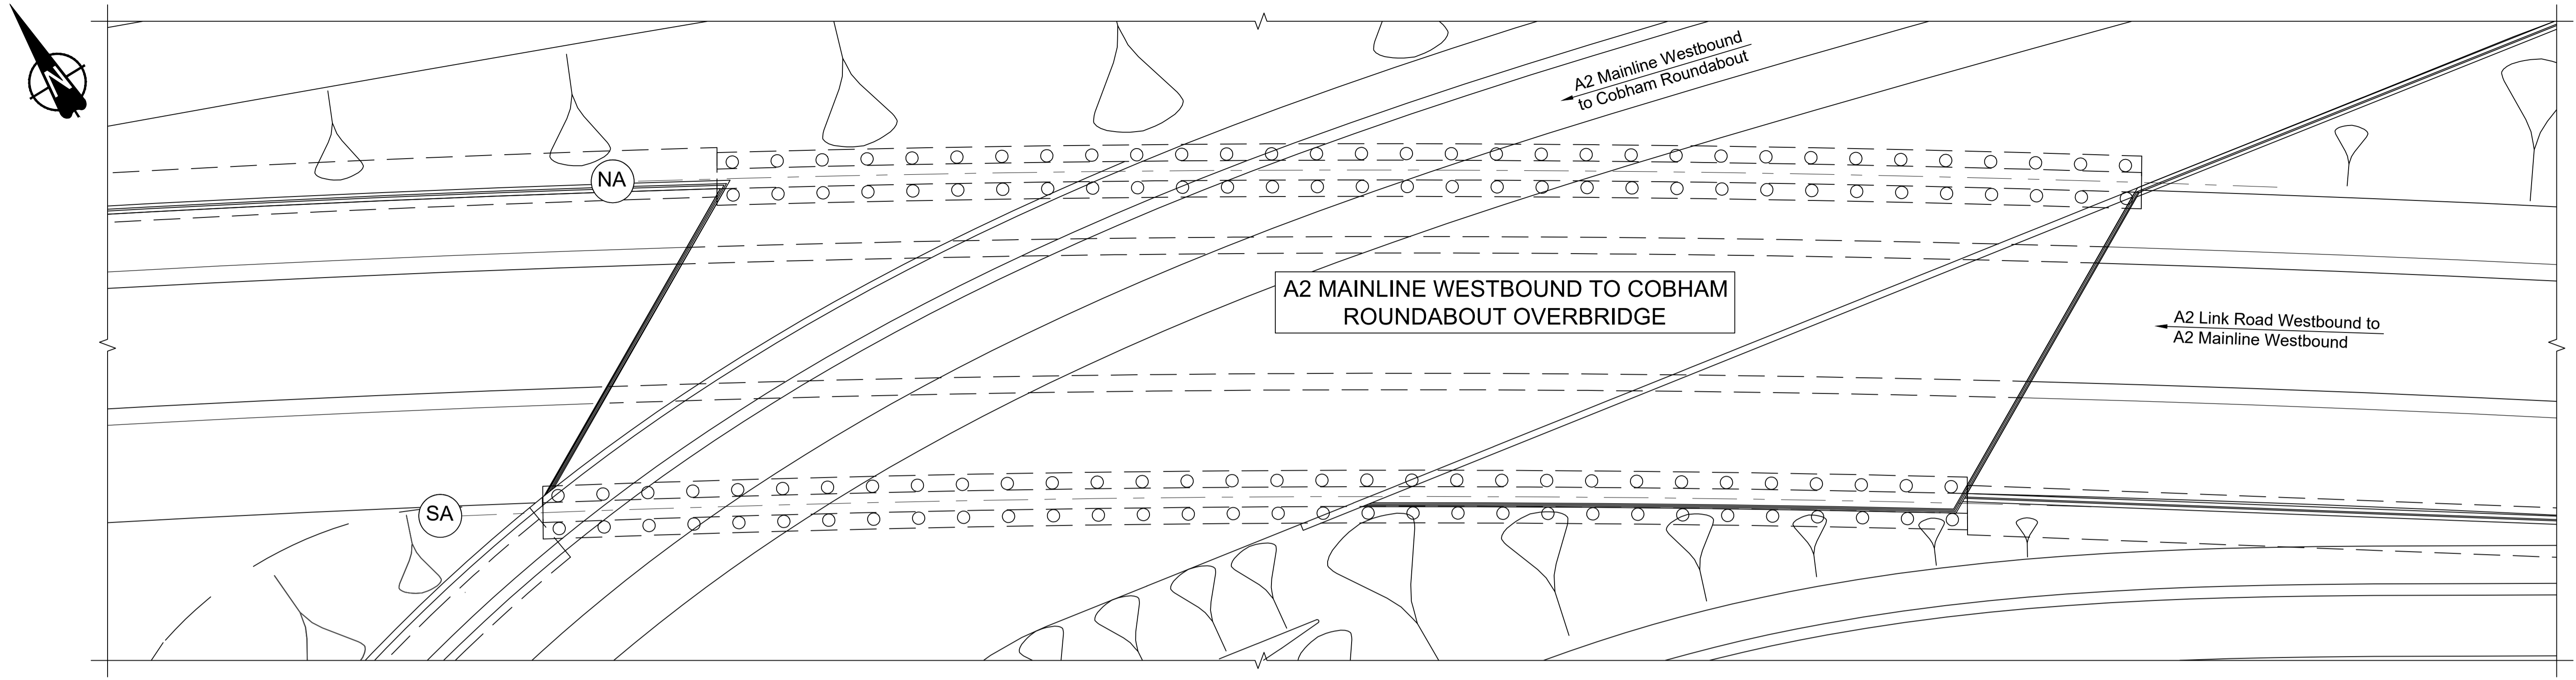 N
A2 Mainline Westbound
to Cobham Roundabout
NA
A2 MAINLINE WESTBOUND TO COBHAM
ROUNDABOUT OVERBRIDGE
A2 Link Road Westbound to
A2 Mainline Westbound
SA